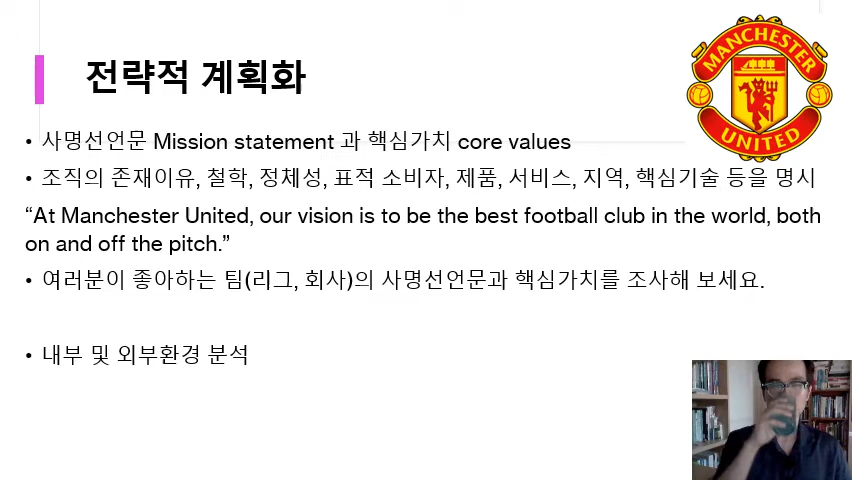 전략적 계획화
MANCHESTER
UNITED
• 사명선언문 Mission statement 과 핵심가치 core values
• 조직의 존재이유, 철학, 정체성, 표적 소비자, 제품, 서비스, 지역, 핵심기술 등을 명시
“At Manchester United, our vision is to be the best football club in the world, both
on and off the pitch.”
• 여러분이 좋아하는 팀(리그, 회사)의 사명선언문과 핵심가치를 조사해 보세요.
• 내부 및 외부환경 분석